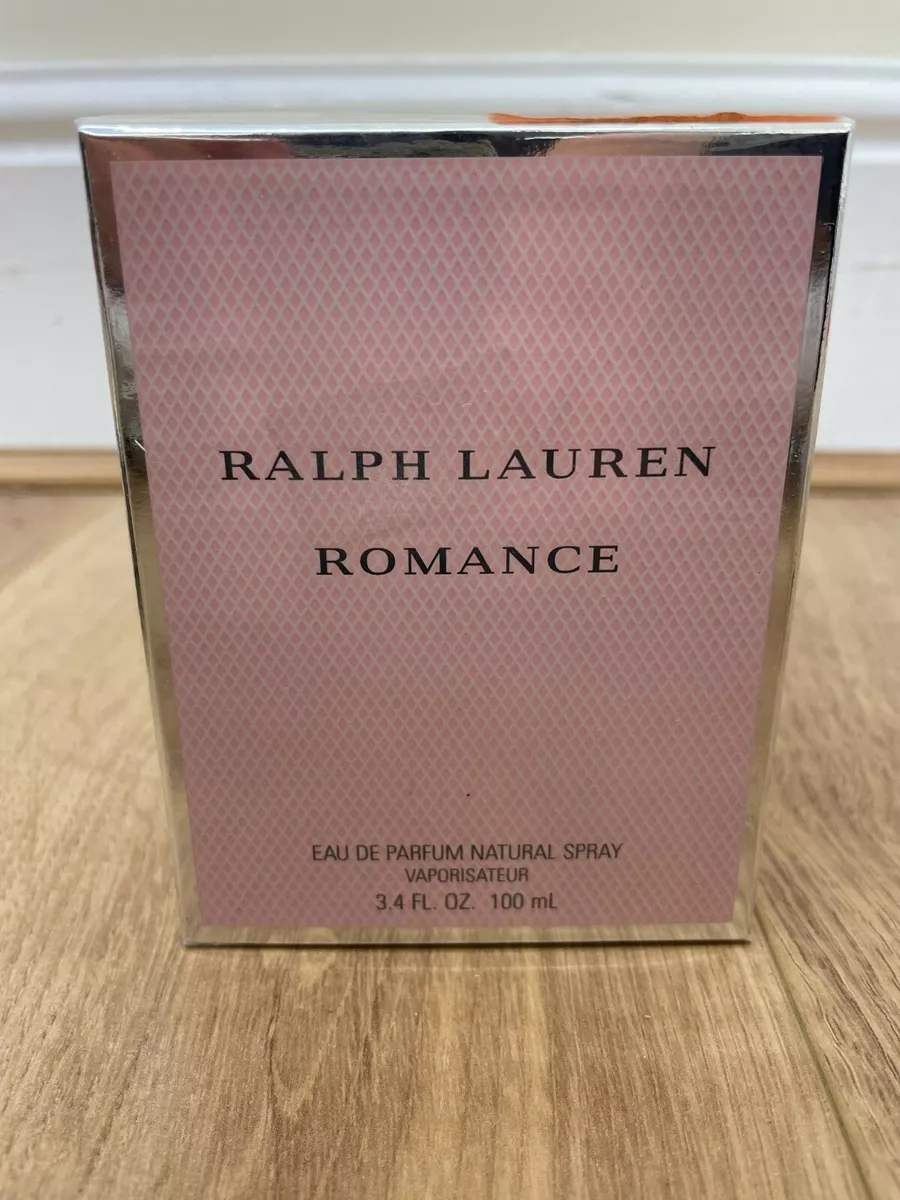 RALPH LAUREN
ROMANCE
EAU DE PARFUM NATURAL SPRAY
VAPORISATEUR
3.4 FL. OZ. 100 mL